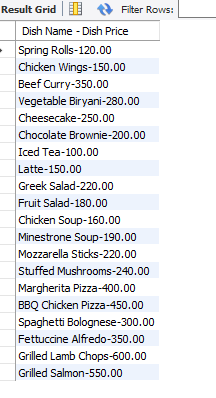 Result Grid Filter Rows:
Dish Name - Dish Price
Spring Rolls-120.00
Chicken Wings-150.00
Beef Curry-350.00
Vegetable Biryani-280.00
Cheesecake-250.00
Chocolate Brownie-200.00
Iced Tea-100.00
Latte-150.00
Greek Salad-220.00
Fruit Salad-180.00
Chicken Soup-160.00
Minestrone Soup-190.00
Mozzarella Sticks-220.00
Stuffed Mushrooms-240.00
Margherita Pizza-400.00
BBQ Chicken Pizza-450.00
Spaghetti Bolognese-300.00
Fettuccine Alfredo-350.00
Grilled Lamb Chops-600.00
Grilled Salmon-550.00